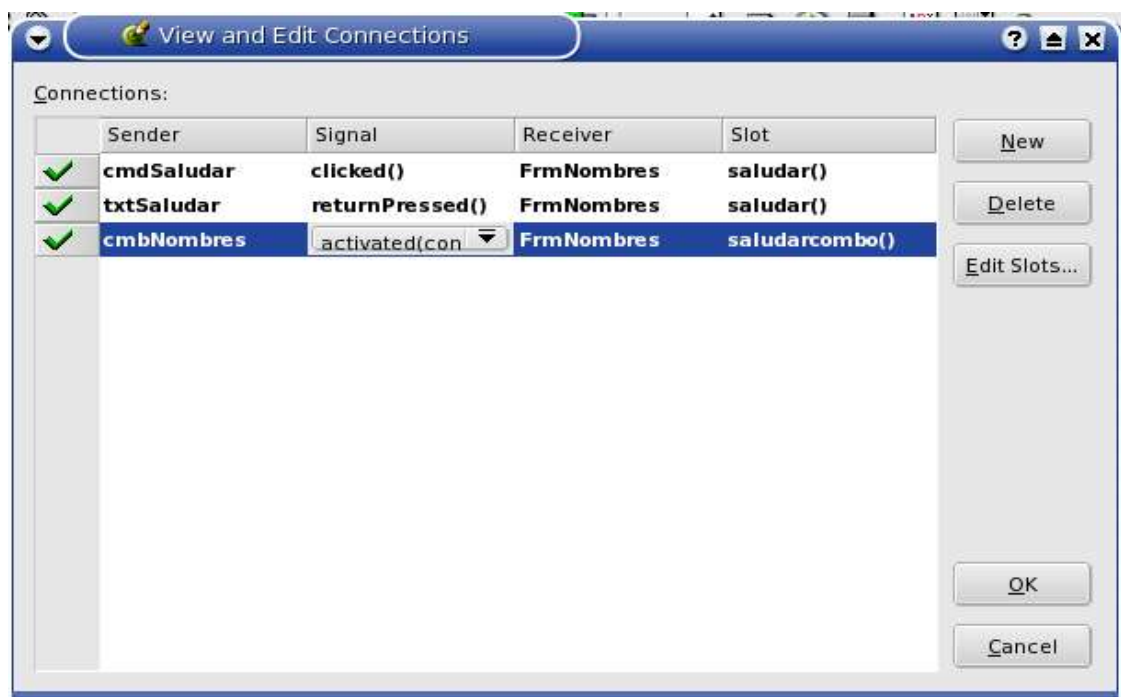 View and Edit Connections
Connections:
Sender Signal Receiver Slot
New
cmdSaludar clicked() FrmNombres saludar()
txtSaludar returnPressed() FrmNombres saludar()
Delete
cmbNombres activated(con FrmNombres saludarcombo()
Edit Slots...
OK
Cancel